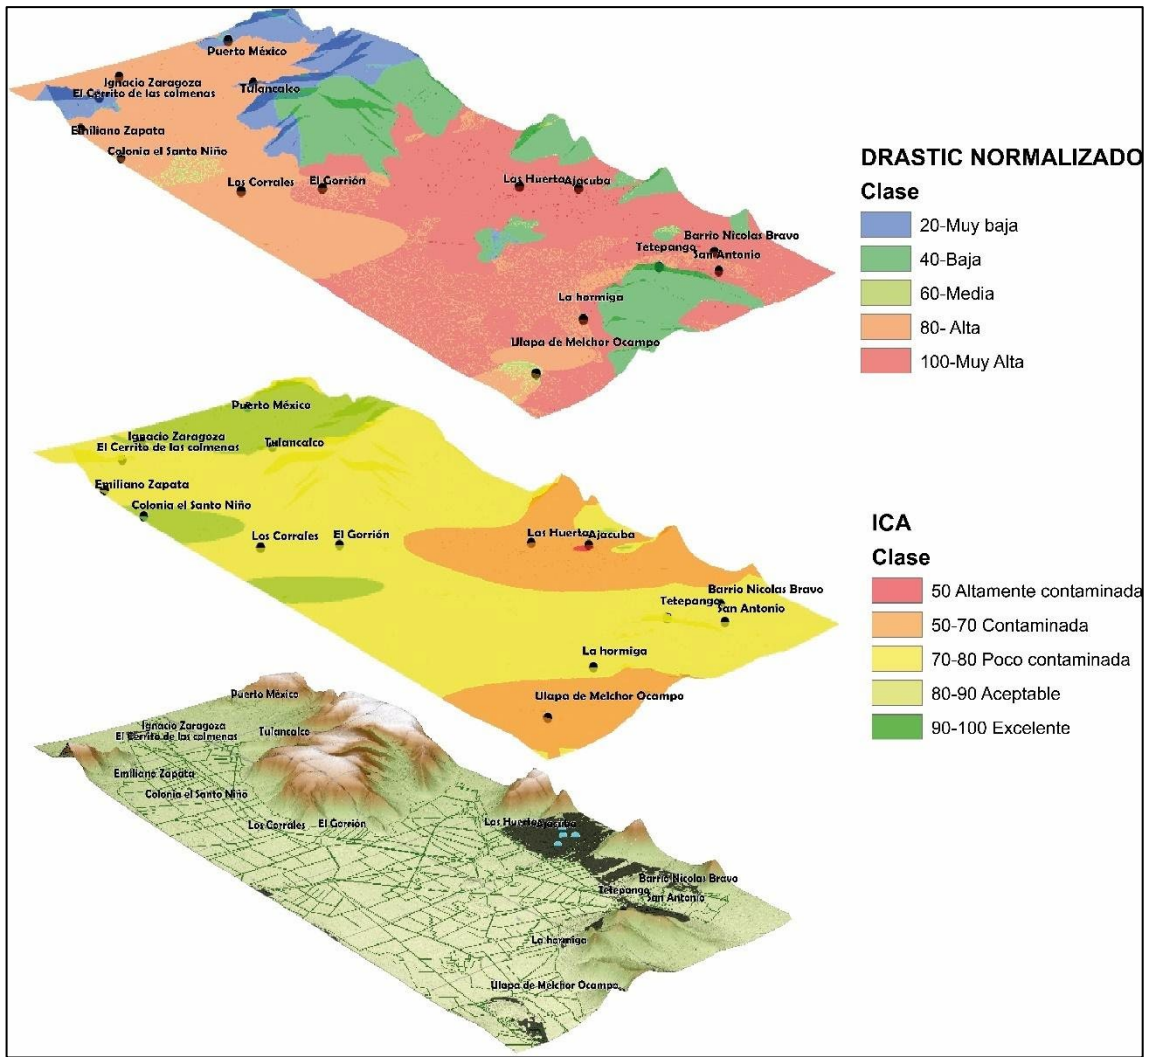 Puerto México
Ignacio Zaragoza
El Cerrito de las colmenas
Tulancalco
Emiliano Zapata
Colonia el Santo Niño
Los Corrales
El Gorrión
Las Huerta
Ajacuba
Barrio Nicolas Bravo
Tetepango
San Antonio
La hormiga
Ulapa de Melchor Ocampo
DRASTIC NORMALIZADO
Clase
20-Muy baja
40-Baja
60-Media
80- Alta
100-Muy Alta
Puerto México
Ignacio Zaragoza
El Cerrito de las colmenas
Tulancalco
Emiliano Zapata
Colonia el Santo Niño
Los Corrales
El Gorrión
Las Huerta
Ajacuba
Barrio Nicolas Bravo
Tetepango
San Antonio
La hormiga
Ulapa de Melchor Ocampo
ICA
Clase
50 Altamente contaminada
50-70 Contaminada
70-80 Poco contaminada
80-90 Aceptable
90-100 Excelente
Puerto México
Ignacio Zaragoza
El Cerrito de las colmenas
Tulancalco
Emiliano Zapata
Colonia el Santo Niño
Los Corrales
El Gorrión
Las Huerta
Ajacuba
Barrio Nicolas Bravo
Tetepango
San Antonio
La hormiga
Ulapa de Melchor Ocampo